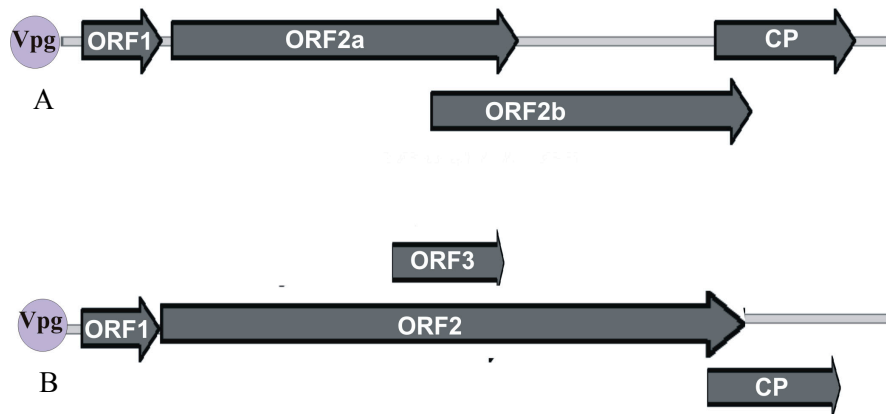 Vpg ORF1 ORF2a CP
A
ORF2b
ORF3
Vpg ORF1 ORF2
B
CP